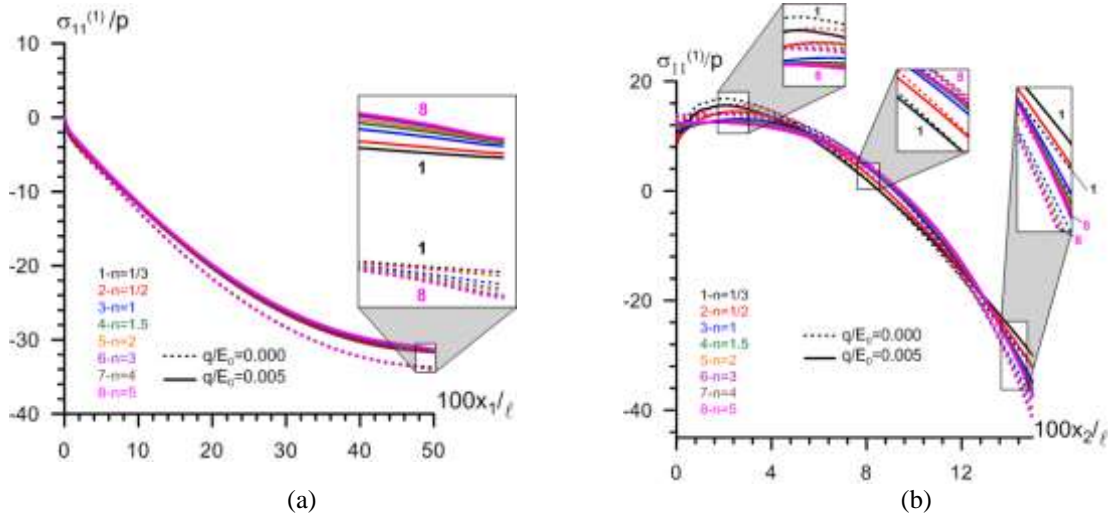 σ11(1)/p
10
0
-10
-20
-30
-40
0
10
20
30
40
50
100x1/ℓ
8
1
1
8
1-n=1/3
2-n=1/2
3-n=1
4-n=1.5
5-n=2
6-n=3
7-n=4
8-n=5
q/E0=0.000
q/E0=0.005
(a)
σ11(1)/p
20
0
-20
-40
0
4
8
12
100x2/ℓ
1
8
8
1
1
1
8
8
1-n=1/3
2-n=1/2
3-n=1
4-n=1.5
5-n=2
6-n=3
7-n=4
8-n=5
q/E0=0.000
q/E0=0.005
(b)